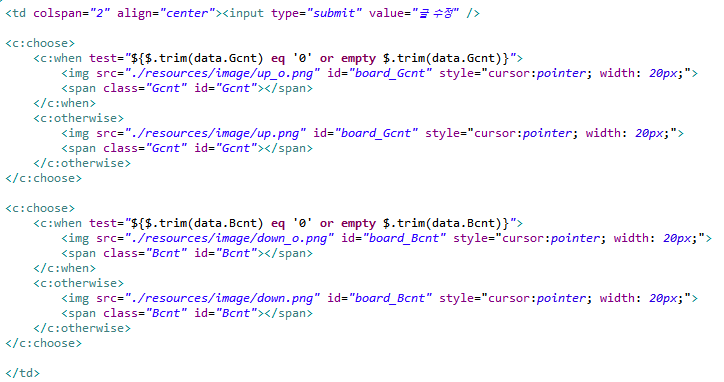 <td colspan="2" align="center"><input type="submit" value="글 수정" />
<c:choose>
<c:when test="${$.trim(data.Gcnt) eq '0' or empty $.trim(data.Gcnt)}">
<img src="./resources/image/up_o.png" id="board_Gcnt" style="cursor:pointer; width: 20px;">
<span class="Gcnt" id="Gcnt"></span>
</c:when>
<c:otherwise>
<img src="./resources/image/up.png" id="board_Gcnt" style="cursor:pointer; width: 20px;">
<span class="Gcnt" id="Gcnt"></span>
</c:otherwise>
</c:choose>
<c:choose>
<c:when test="${$.trim(data.Bcnt) eq '0' or empty $.trim(data.Bcnt)}">
<img src="./resources/image/down_o.png" id="board_Bcnt" style="cursor:pointer; width: 20px;">
<span class="Bcnt" id="Bcnt"></span>
</c:when>
<c:otherwise>
<img src="./resources/image/down.png" id="board_Bcnt" style="cursor:pointer; width: 20px;">
<span class="Bcnt" id="Bcnt"></span>
</c:otherwise>
</c:choose>
</td>